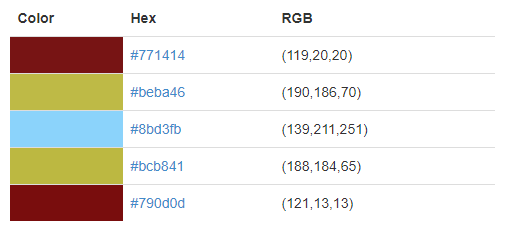 Color Hex RGB
#771414 (119,20,20)
#beba46 (190,186,70)
#8bd3fb (139,211,251)
#bcb841 (188,184,65)
#790d0d (121,13,13)